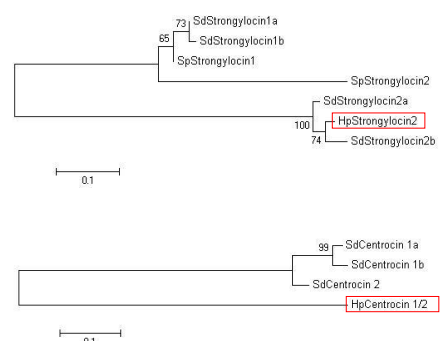 SdStrongylocin1a
73
SdStrongylocin1b
65
SpStrongylocin1
SpStrongylocin2
SdStrongylocin2a
100
HpStrongylocin2
74
SdStrongylocin2b
0.1
SdCentrocin 1a
99
SdCentrocin 1b
SdCentrocin 2
HpCentrocin 1/2
0.1